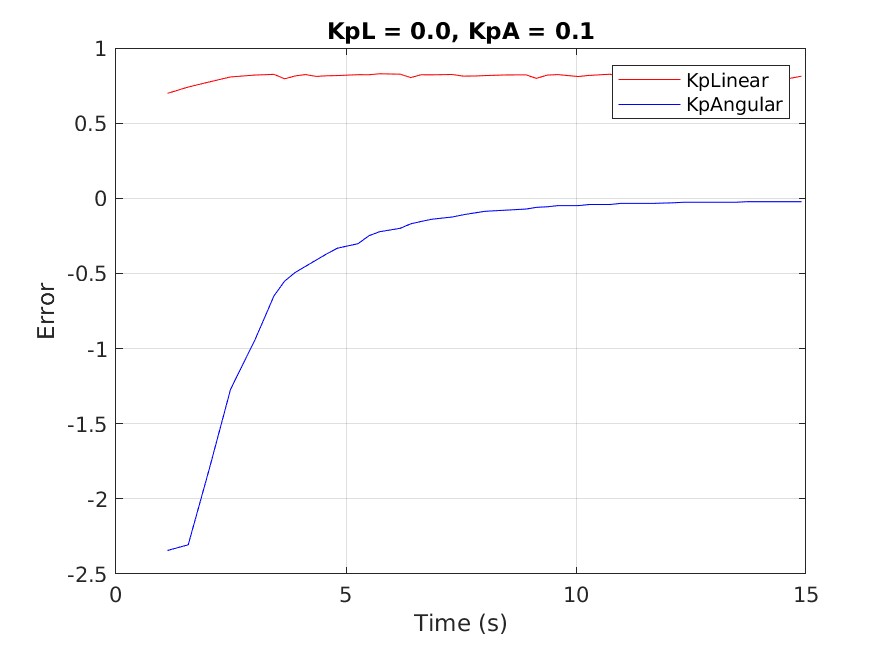 KpL = 0.0, KpA = 0.1
1
0.5
0
-0.5
-1
-1.5
-2
-2.5
Error
KpLinear
KpAngular
0 5 10 15
Time (s)